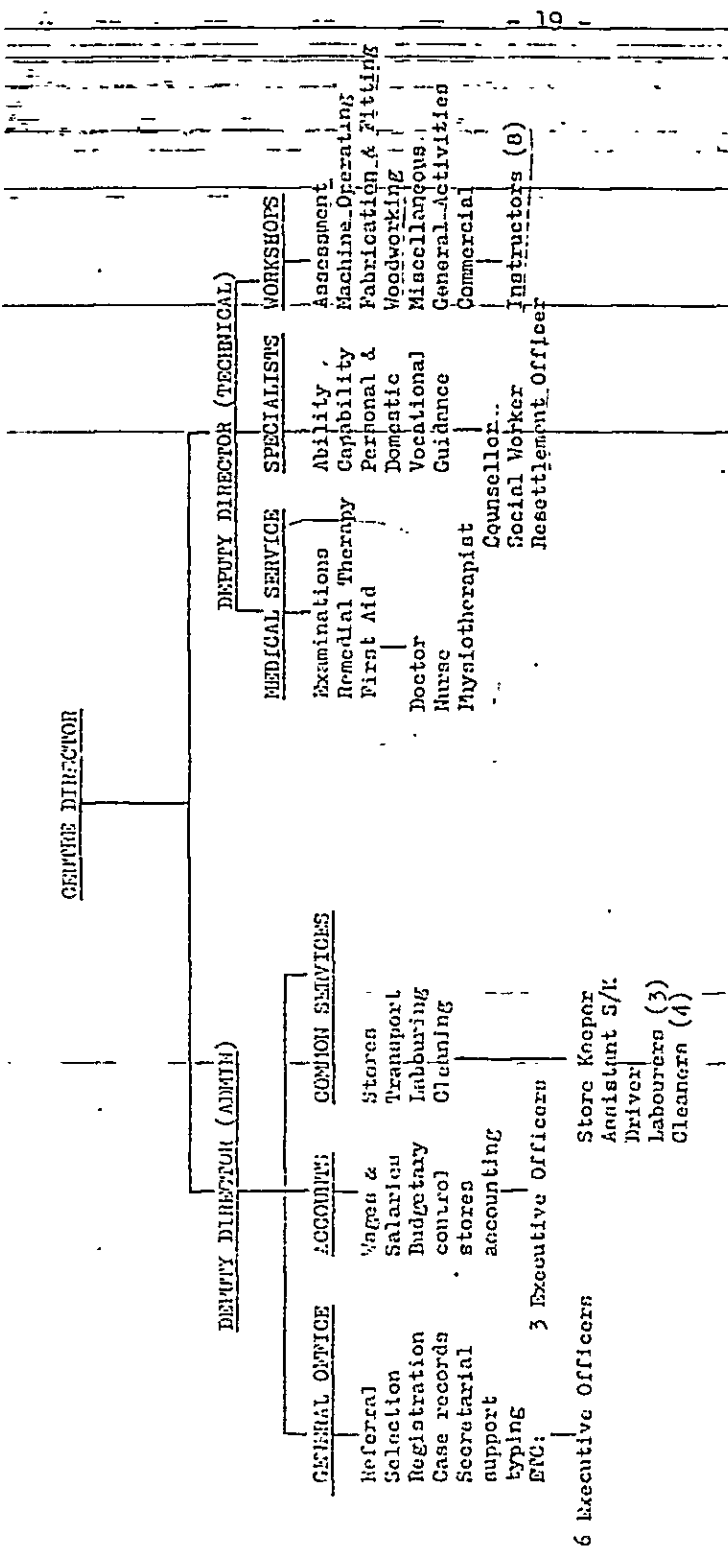 - 19 -
CENTRE DIRECTOR
DEPUTY DIRECTOR (ADMIN)
DEPUTY DIRECTOR (TECHNICAL)
GENERAL OFFICE
Referral
Selection
Registration
Case records
Secretarial
support
typing
ETC:
6 Executive Officers
ACCOUNTS
Wages &
Salaries
Budgetary
control
stores
accounting
3 Executive Officers
COMMON SERVICES
Stores
Transport
Labouring
Cleaning
Store Keeper
Assistant S/K
Driver
Labourers (3)
Cleaners (4)
MEDICAL SERVICE
Examinations
Remedial Therapy
First Aid
Doctor
Nurse
Physiotherapist
SPECIALISTS
Ability
Capability
Personal &
Domestic
Vocational
Guidance
Counsellor
Social Worker
Resettlement Officer
WORKSHOPS
Assessment
Machine Operating
Fabrication & Fitting
Woodworking
Miscellaneous
General Activities
Commercial
Instructors (8)